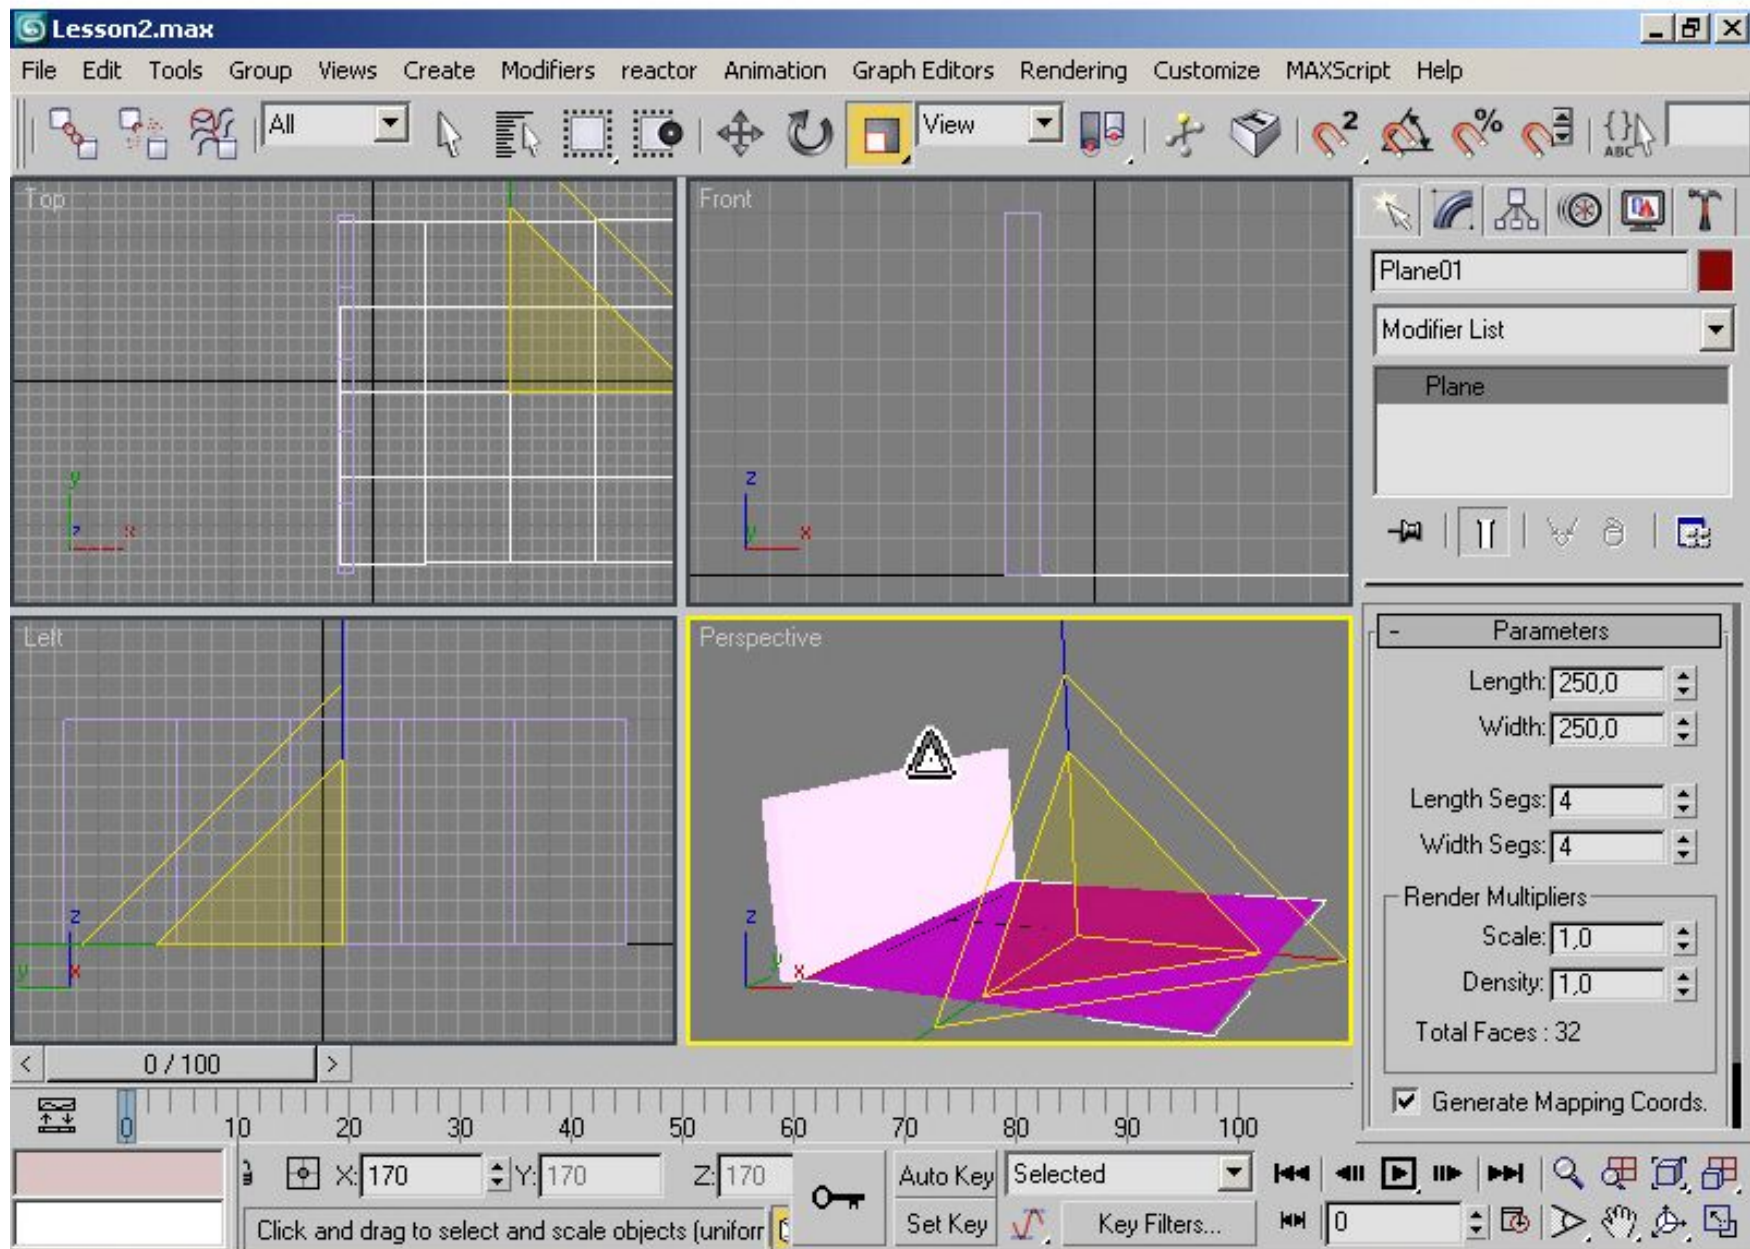 Lesson2.max
File Edit Tools Group Views Create Modifiers reactor Animation Graph Editors Rendering Customize MAXScript Help
All
View
2
%
{} ABC
Top
y
z x
Front
z
y x
Plane01
Modifier List
Plane
Left
z
y x
Perspective
z
y x
- Parameters
Length: 250,0
Width: 250,0
Length Segs: 4
Width Segs: 4
Render Multipliers
Scale: 1,0
Density: 1,0
Total Faces : 32
Generate Mapping Coords.
< 0 / 100 >
0 10 20 30 40 50 60 70 80 90 100
X: 170 Y: 170 Z: 170
Auto Key Selected
Click and drag to select and scale objects (uniforr
Set Key Key Filters... 0